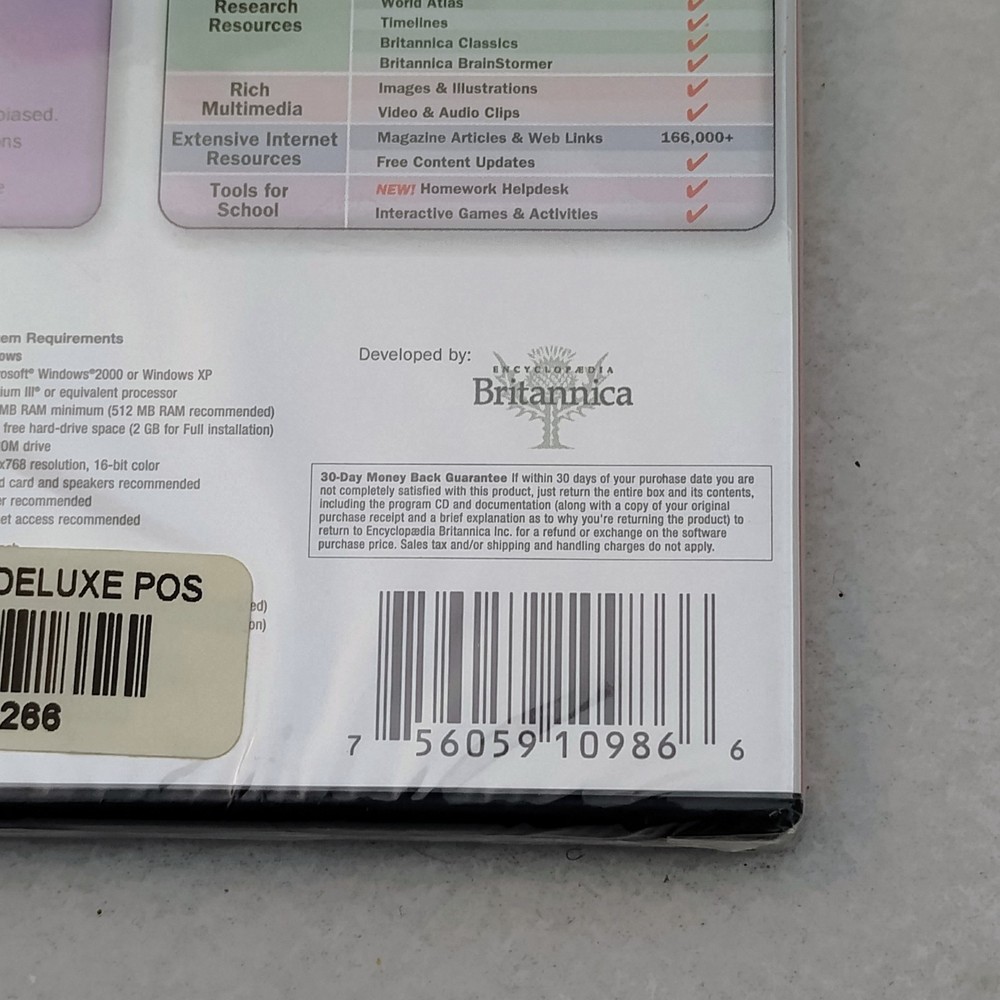 Research
Resources
World Atlas
Timelines
Britannica Classics
Britannica BrainStormer
Rich
Multimedia
Images & Illustrations
Video & Audio Clips
Extensive Internet
Resources
Magazine Articles & Web Links 166,000+
Free Content Updates
Tools for
School
NEW! Homework Helpdesk
Interactive Games & Activities
biased.
ns
e
em Requirements
ows
osoft® Windows®2000 or Windows XP
ium III® or equivalent processor
MB RAM minimum (512 MB RAM recommended)
free hard-drive space (2 GB for Full installation)
OM drive
x768 resolution, 16-bit color
d card and speakers recommended
er recommended
et access recommended
ed)
on)
DELUXE POS
266
Developed by:
ENCYCLOPÆDIA
Britannica
30-Day Money Back Guarantee If within 30 days of your purchase date you are
not completely satisfied with this product, just return the entire box and its contents,
including the program CD and documentation (along with a copy of your original
purchase receipt and a brief explanation as to why you're returning the product) to
return to Encyclopædia Britannica Inc. for a refund or exchange on the software
purchase price. Sales tax and/or shipping and handling charges do not apply.
7 56059 10986 6